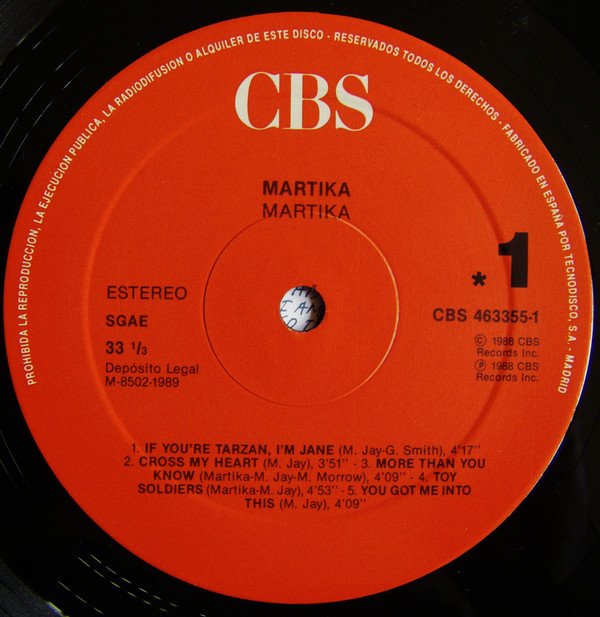 PROHIBIDA LA REPRODUCCION, LA EJECUCION PUBLICA, LA RADIODIFUSION O ALQUILER DE ESTE DISCO - RESERVADOS TODOS LOS DERECHOS - FABRICADO EN ESPAÑA POR TECNODISCO, S.A. - MADRID
CBS
MARTIKA
MARTIKA
* 1
ESTEREO
SGAE
33 1/3
Depósito Legal
M-8502-1989
CBS 463355-1
© 1988 CBS
Records Inc.
℗ 1988 CBS
Records Inc.
1. IF YOU'RE TARZAN, I'M JANE (M. Jay-G. Smith), 4'17"
2. CROSS MY HEART (M. Jay), 3'51" - 3. MORE THAN YOU
KNOW (Martika-M. Jay-M. Morrow), 4'09" - 4. TOY
SOLDIERS (Martika-M. Jay), 4'53" - 5. YOU GOT ME INTO
THIS (M. Jay), 4'09"